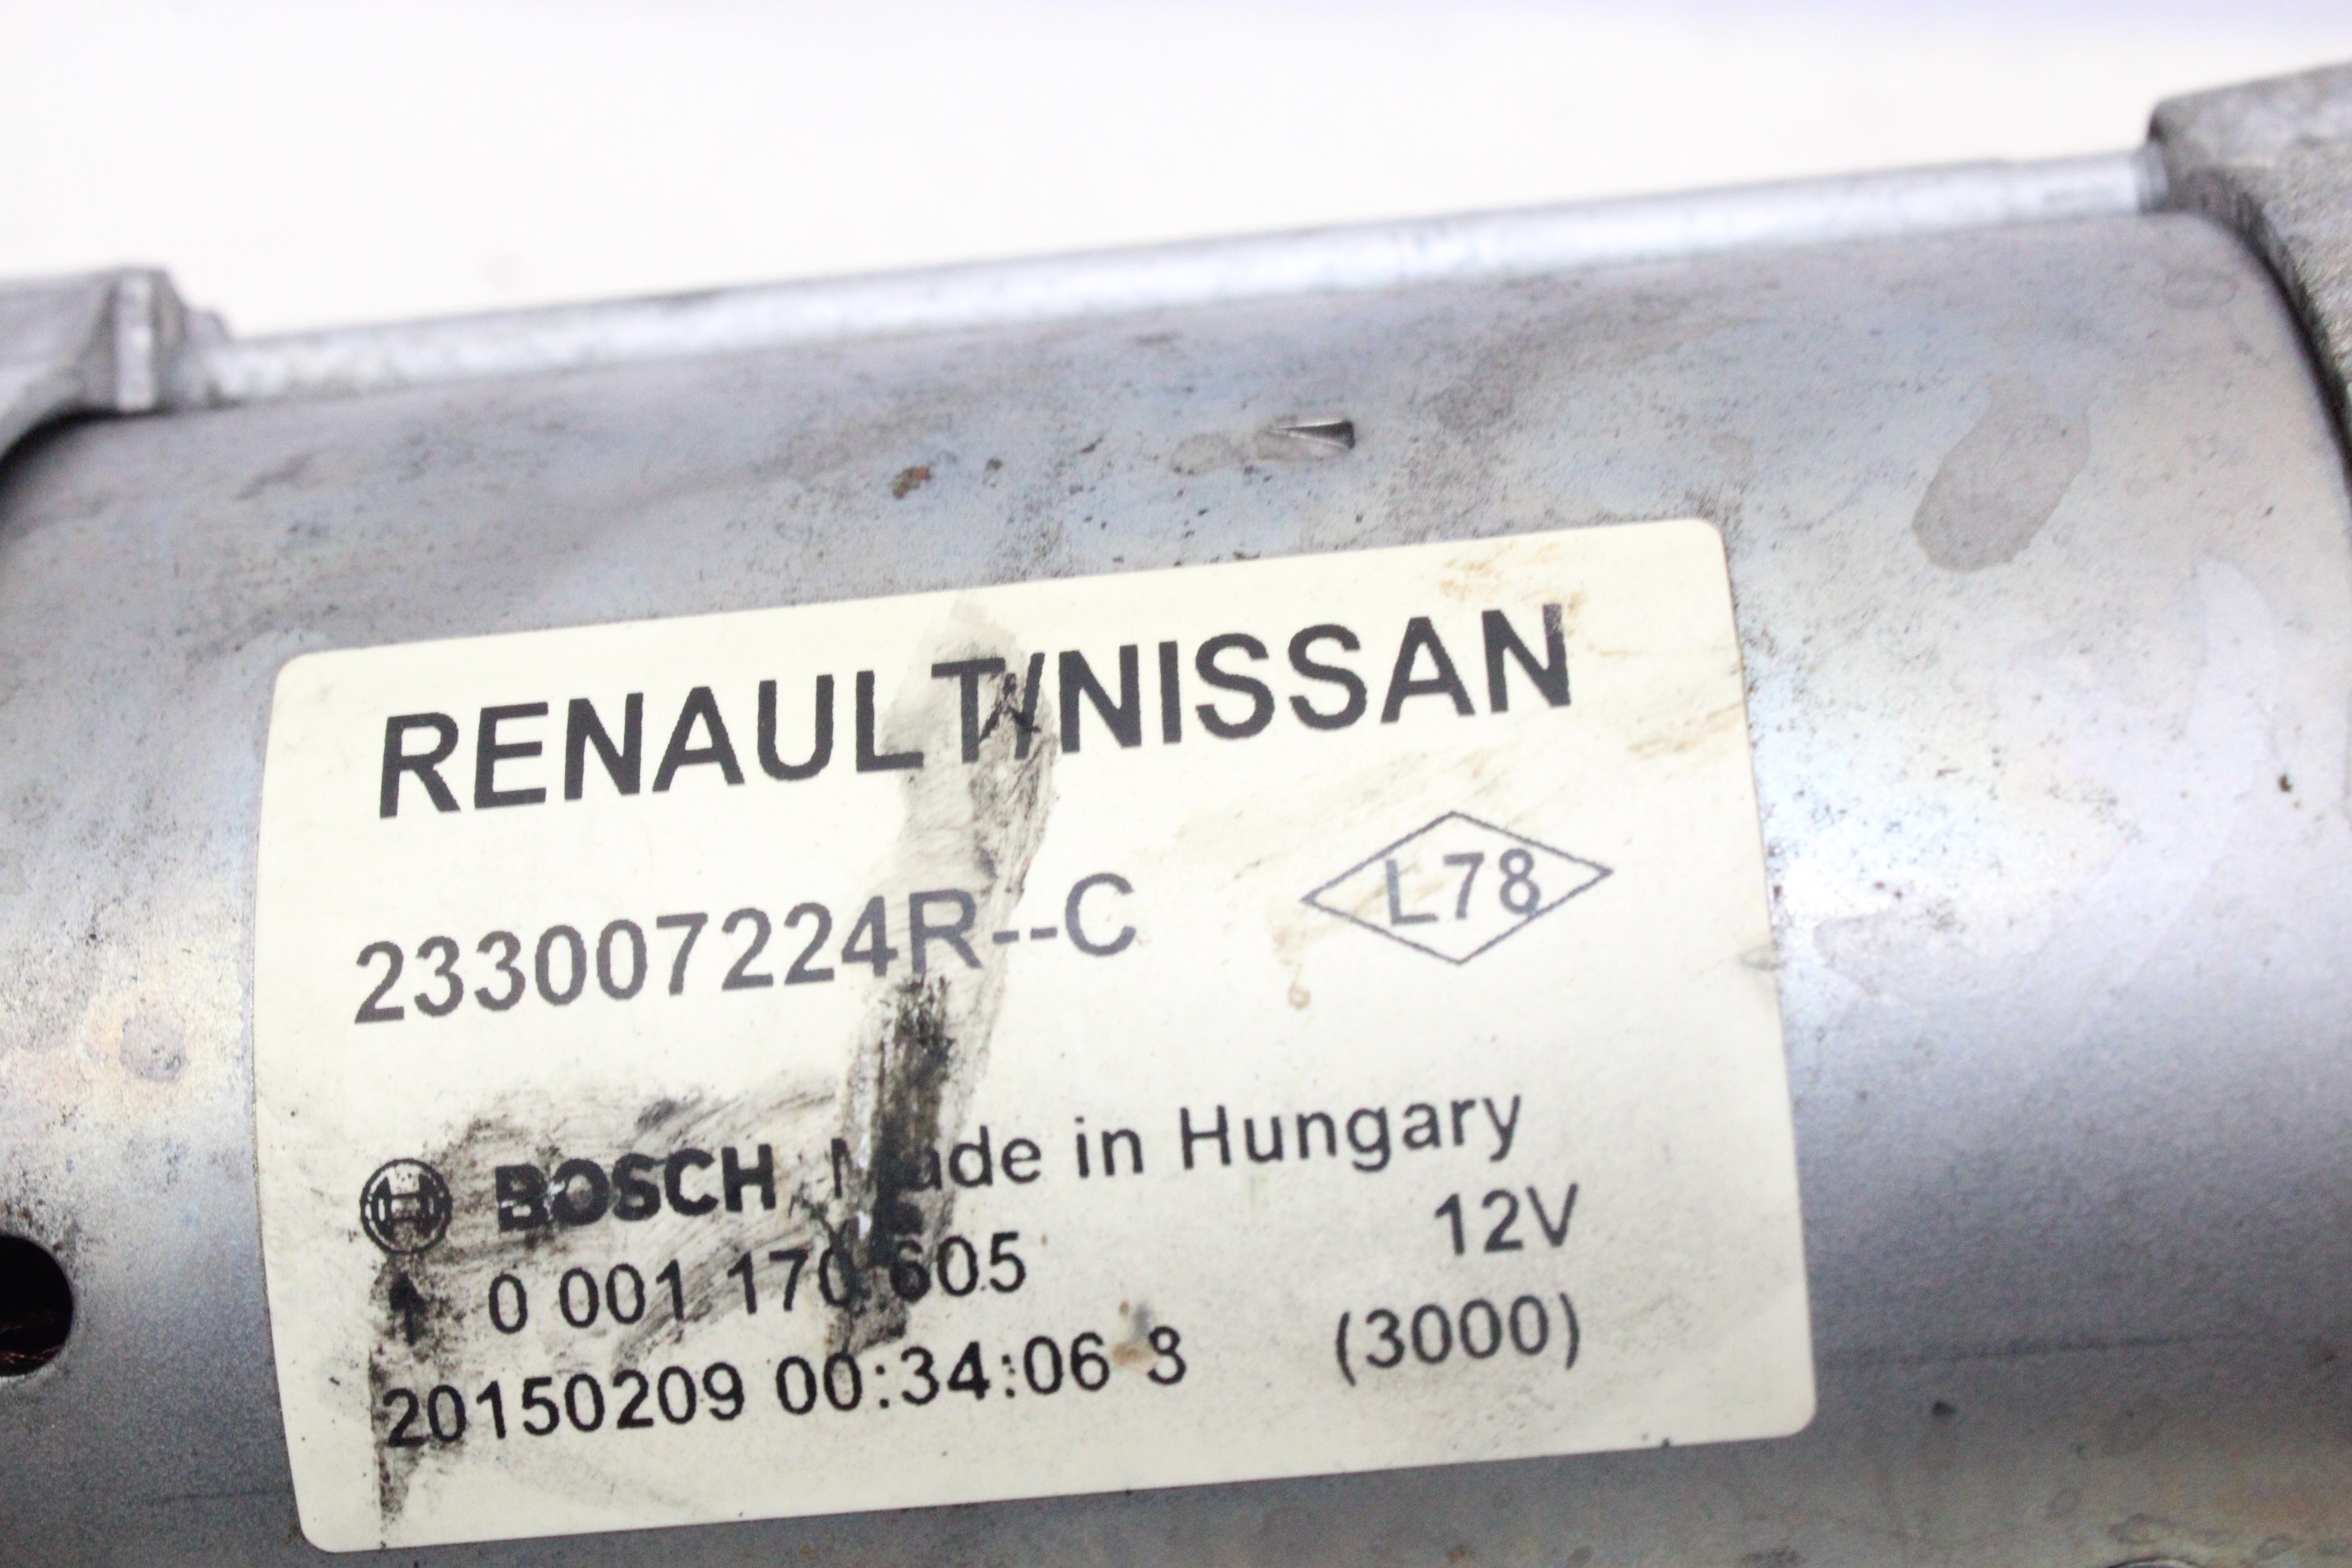 RENAULT/NISSAN
233007224R--C L78
BOSCH Made in Hungary
12V
0 001 170 605
20150209 00:34:06 3 (3000)